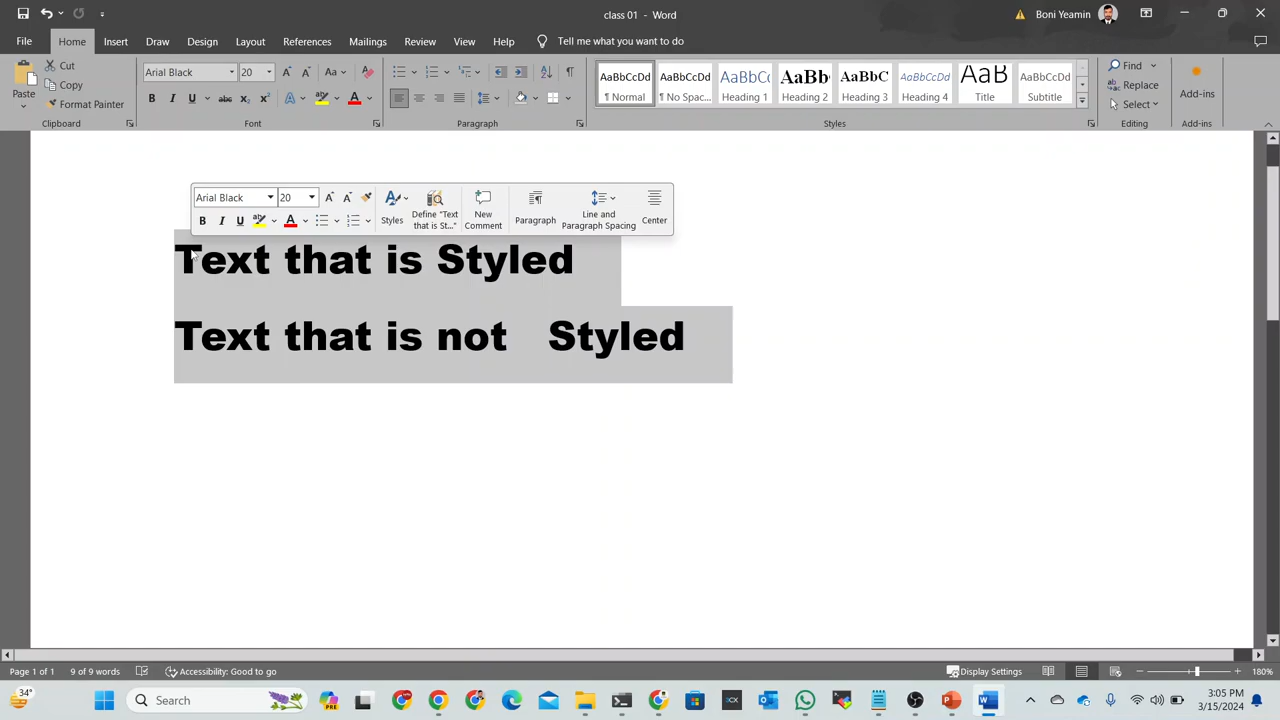 class 01 - Word
Boni Yeamin
File Home Insert Draw Design Layout References Mailings Review View Help Tell me what you want to do
Paste
Cut
Copy
Format Painter
Clipboard
Arial Black 20
Font
Paragraph
AaBbCcDd AaBbCcDd AaBbCc AaBb AaBbC AaBbCcDd AaB AaBbCcDd
¶ Normal ¶ No Spac... Heading 1 Heading 2 Heading 3 Heading 4 Title Subtitle
Styles
Find
Replace
Select
Editing
Add-ins
Add-ins
Arial Black 20
Styles
Define "Text that is St..."
New Comment
Paragraph
Line and Paragraph Spacing
Center
Text that is Styled
Text that is not Styled
Page 1 of 1 9 of 9 words Accessibility: Good to go Display Settings 180%
34°
Search
3:05 PM
3/15/2024